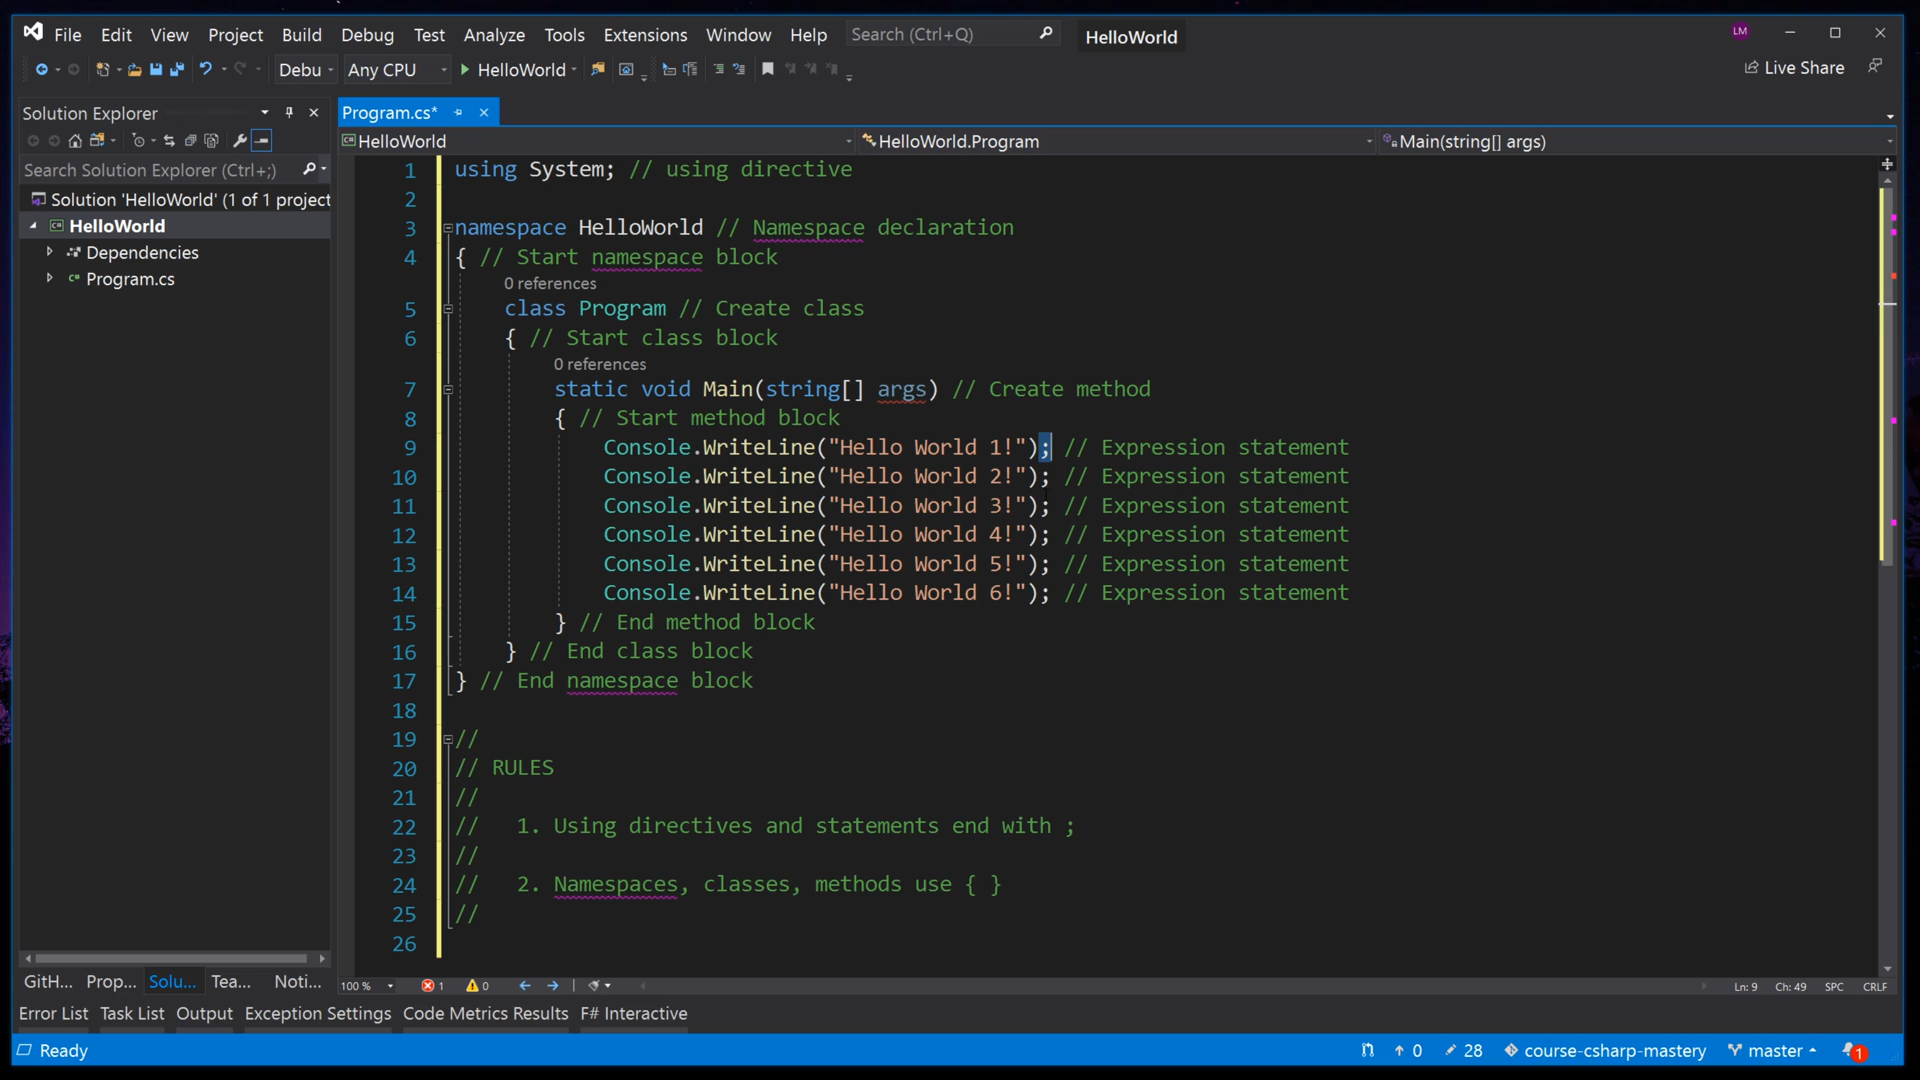 File Edit View Project Build Debug Test Analyze Tools Extensions Window Help Search (Ctrl+Q) HelloWorld LM
Debu Any CPU HelloWorld Live Share
Solution Explorer
Search Solution Explorer (Ctrl+;)
Solution 'HelloWorld' (1 of 1 project
HelloWorld
Dependencies
Program.cs
Program.cs*
HelloWorld HelloWorld.Program Main(string[] args)
1 using System; // using directive
2
3 namespace HelloWorld // Namespace declaration
4 { // Start namespace block
0 references
5 class Program // Create class
6 { // Start class block
0 references
7 static void Main(string[] args) // Create method
8 { // Start method block
9 Console.WriteLine("Hello World 1!"); // Expression statement
10 Console.WriteLine("Hello World 2!"); // Expression statement
11 Console.WriteLine("Hello World 3!"); // Expression statement
12 Console.WriteLine("Hello World 4!"); // Expression statement
13 Console.WriteLine("Hello World 5!"); // Expression statement
14 Console.WriteLine("Hello World 6!"); // Expression statement
15 } // End method block
16 } // End class block
17 } // End namespace block
18
19 //
20 // RULES
21 //
22 // 1. Using directives and statements end with ;
23 //
24 // 2. Namespaces, classes, methods use { }
25 //
26
GitH... Prop... Solu... Tea... Noti...
100 % 1 0 Ln: 9 Ch: 49 SPC CRLF
Error List Task List Output Exception Settings Code Metrics Results F# Interactive
Ready 0 28 course-csharp-mastery master 1